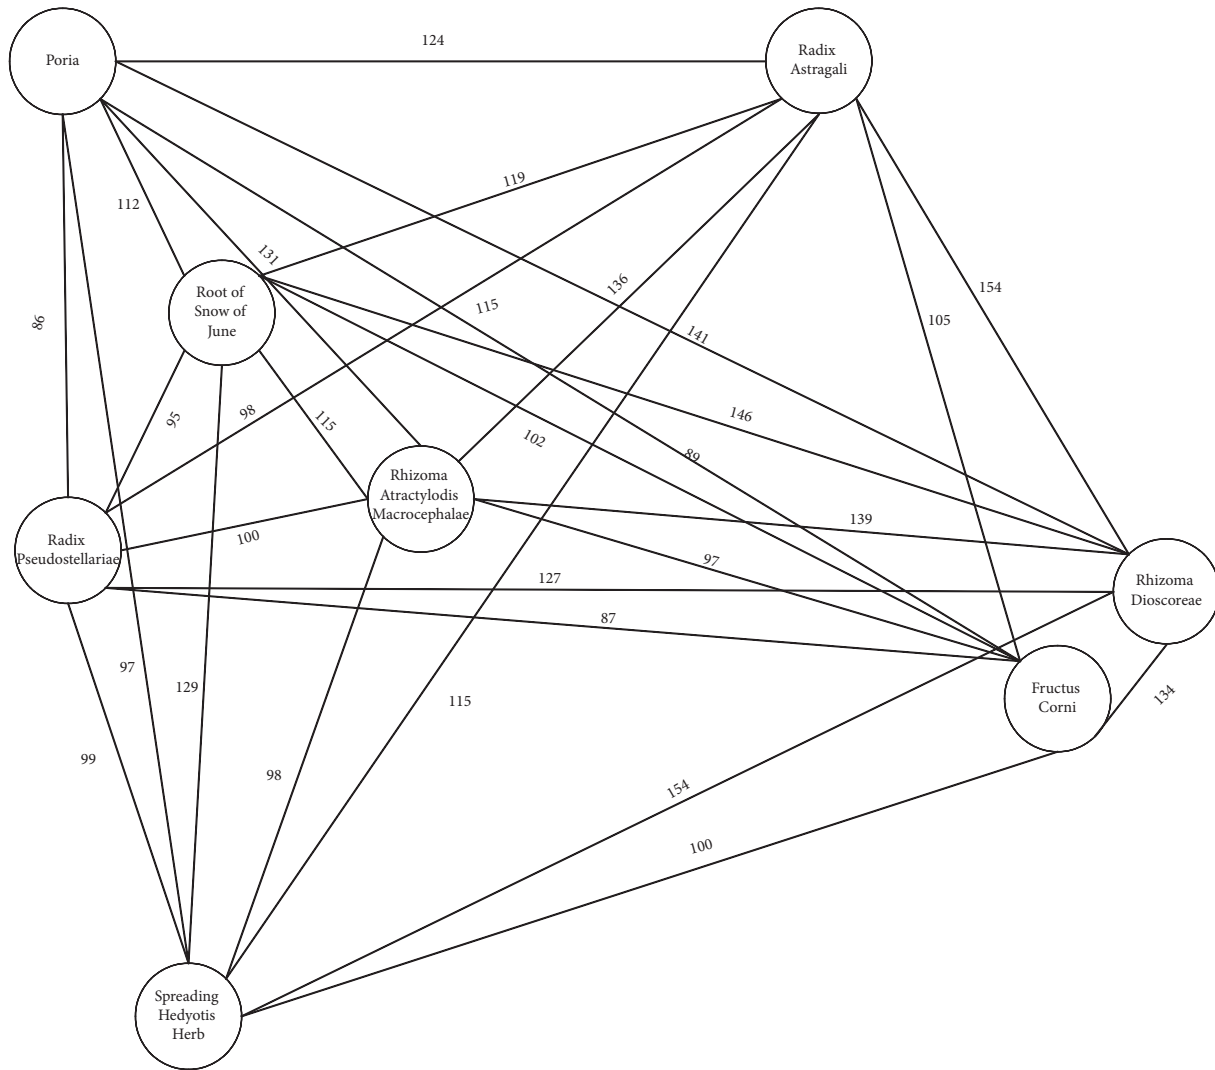 124
Poria
Radix
Astragali
119
112
131
136
154
Root of
Snow of
June
115
105
86
141
98
146
95
115
102
89
Rhizoma
Atractylodis
Macrocephalae
139
100
Radix
Pseudostellariae
97
127
Rhizoma
Dioscoreae
87
97
129
Fructus
Corni
134
115
99
98
154
100
Spreading
Hedyotis
Herb